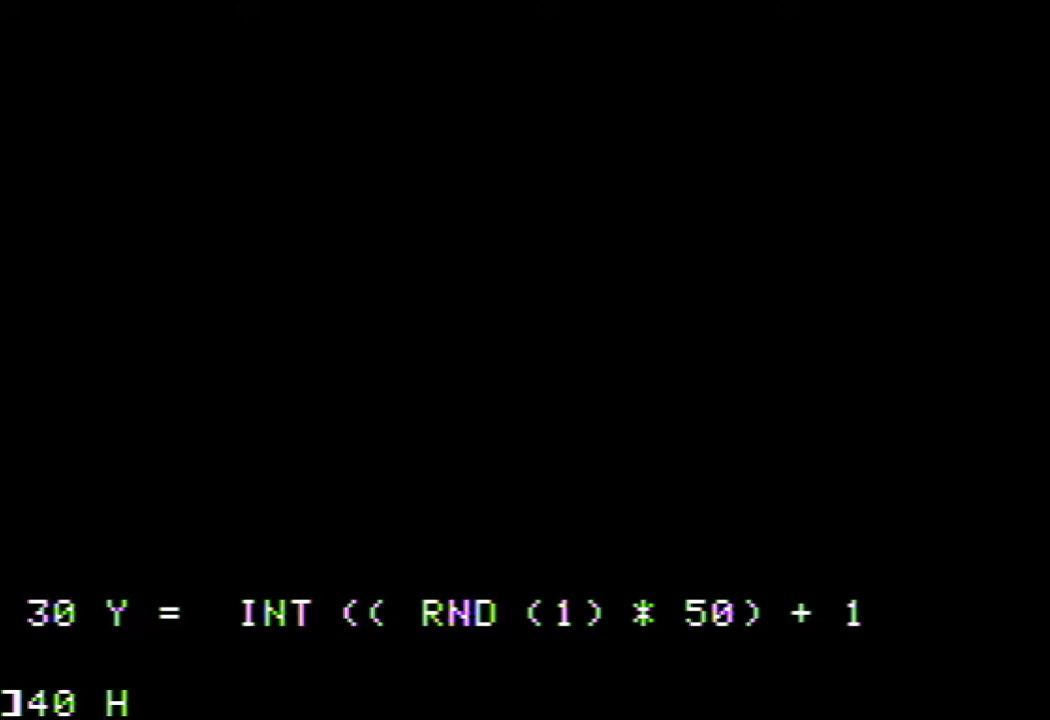 30 Y =  INT (( RND (1) * 50) + 1
]40 H